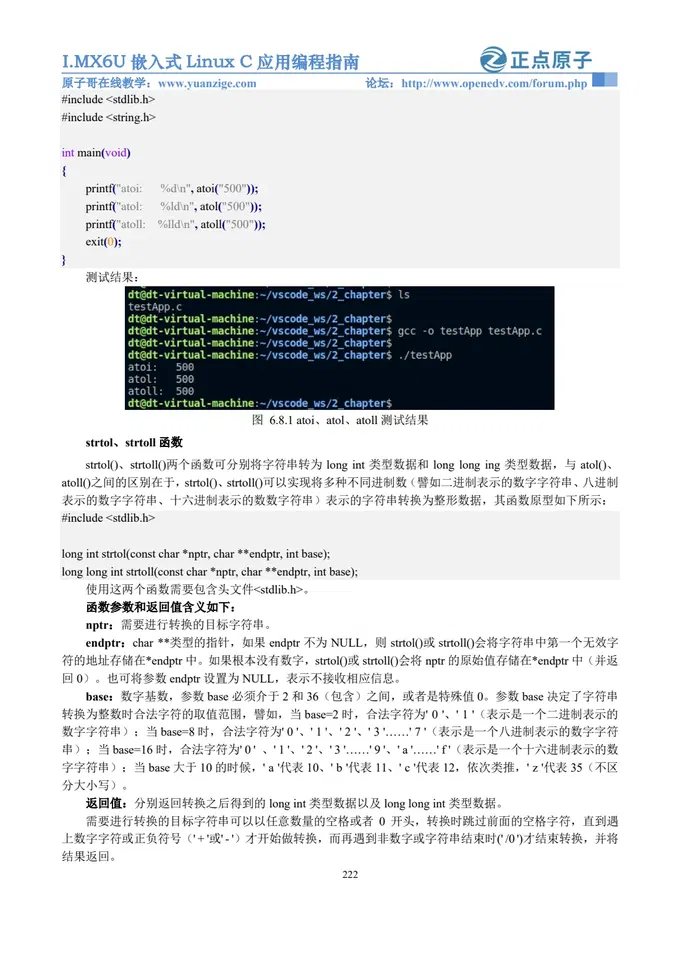 I.MX6U 嵌入式 Linux C 应用编程指南
正点原子
原子哥在线教学：www.yuanzige.com 论坛：http://www.openedv.com/forum.php
#include <stdlib.h>
#include <string.h>
int main(void)
{
printf("atoi: %d\n", atoi("500"));
printf("atol: %ld\n", atol("500"));
printf("atoll: %lld\n", atoll("500"));
exit(0);
}
测试结果：
dt@dt-virtual-machine:~/vscode_ws/2_chapter$ ls
testApp.c
dt@dt-virtual-machine:~/vscode_ws/2_chapter$
dt@dt-virtual-machine:~/vscode_ws/2_chapter$ gcc -o testApp testApp.c
dt@dt-virtual-machine:~/vscode_ws/2_chapter$
dt@dt-virtual-machine:~/vscode_ws/2_chapter$ ./testApp
atoi: 500
atol: 500
atoll: 500
dt@dt-virtual-machine:~/vscode_ws/2_chapter$
图 6.8.1 atoi、atol、atoll 测试结果
strtol、strtoll 函数
strtol()、strtoll()两个函数可分别将字符串转为 long int 类型数据和 long long ing 类型数据，与 atol()、
atoll()之间的区别在于，strtol()、strtoll()可以实现将多种不同进制数（譬如二进制表示的数字字符串、八进制
表示的数字字符串、十六进制表示的数数字符串）表示的字符串转换为整形数据，其函数原型如下所示：
#include <stdlib.h>
long int strtol(const char *nptr, char **endptr, int base);
long long int strtoll(const char *nptr, char **endptr, int base);
使用这两个函数需要包含头文件<stdlib.h>。
函数参数和返回值含义如下：
nptr：需要进行转换的目标字符串。
endptr：char **类型的指针，如果 endptr 不为 NULL，则 strtol()或 strtoll()会将字符串中第一个无效字
符的地址存储在*endptr 中。如果根本没有数字，strtol()或 strtoll()会将 nptr 的原始值存储在*endptr 中（并返
回 0）。也可将参数 endptr 设置为 NULL，表示不接收相应信息。
base：数字基数，参数 base 必须介于 2 和 36（包含）之间，或者是特殊值 0。参数 base 决定了字符串
转换为整数时合法字符的取值范围，譬如，当 base=2 时，合法字符为' 0 '、' 1 '（表示是一个二进制表示的
数字字符串）；当 base=8 时，合法字符为' 0 '、' 1 '、' 2 '、' 3 '……' 7 '（表示是一个八进制表示的数字字符
串）；当 base=16 时，合法字符为' 0 ' 、' 1 '、' 2 '、' 3 '……' 9 '、' a '……' f '（表示是一个十六进制表示的数
字字符串）；当 base 大于 10 的时候，' a '代表 10、' b '代表 11、' c '代表 12，依次类推，' z '代表 35（不区
分大小写）。
返回值：分别返回转换之后得到的 long int 类型数据以及 long long int 类型数据。
需要进行转换的目标字符串可以以任意数量的空格或者 0 开头，转换时跳过前面的空格字符，直到遇
上数字字符或正负符号（' + '或' - '）才开始做转换，而再遇到非数字或字符串结束时(' /0 ')才结束转换，并将
结果返回。
222